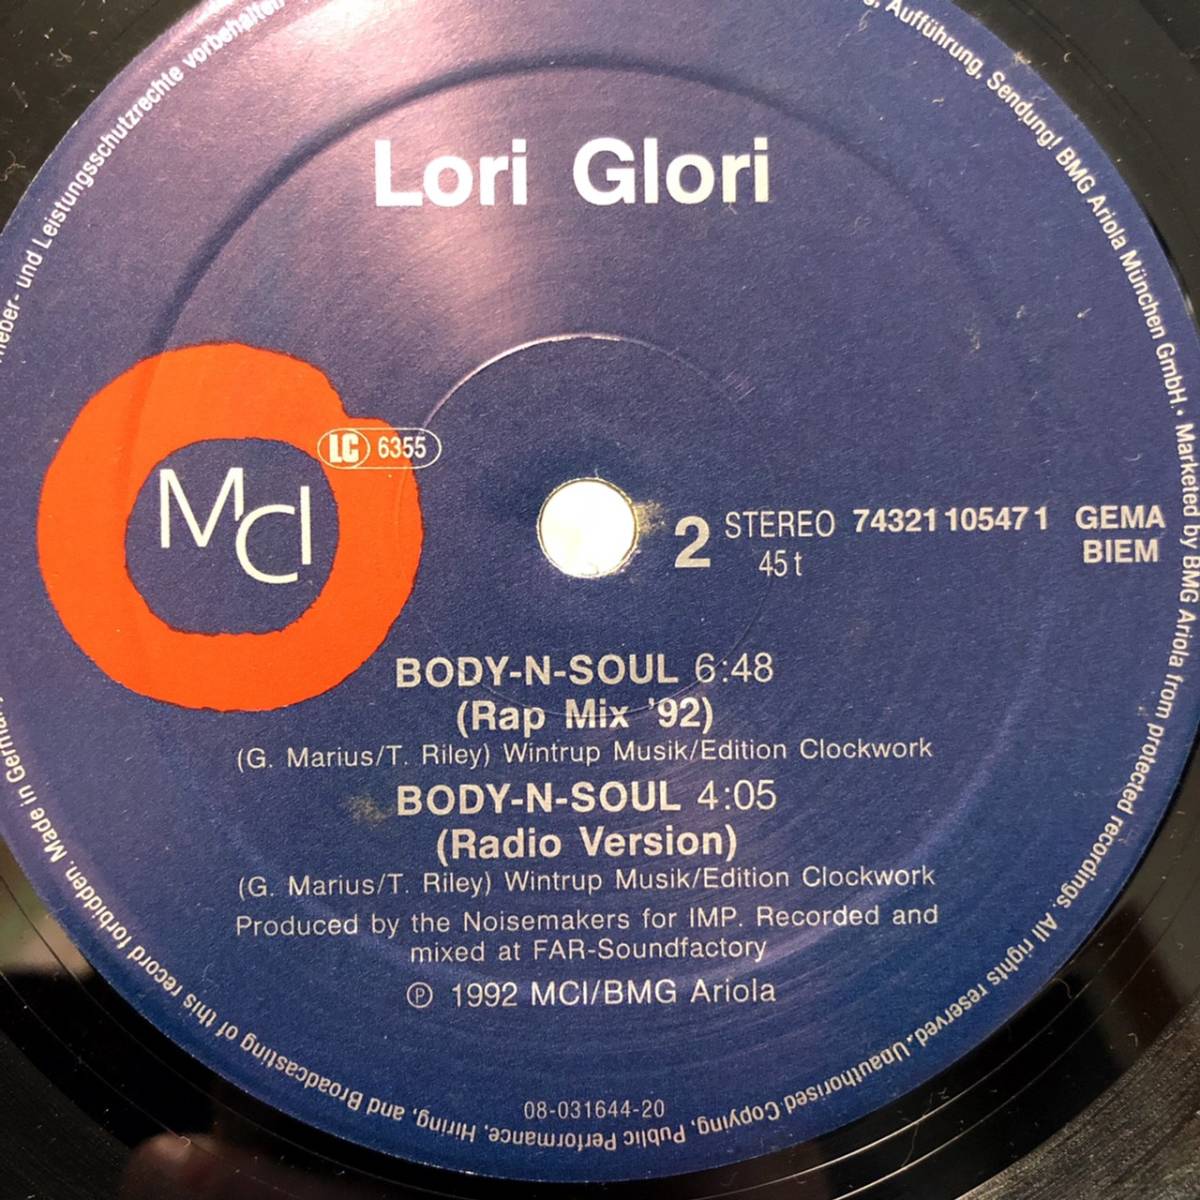 Lori Glori
MCI
LC 6355
2 STEREO 74321 10547 1 GEMA
45 t BIEM
BODY-N-SOUL 6:48
(Rap Mix '92)
(G. Marius/T. Riley) Wintrup Musik/Edition Clockwork
BODY-N-SOUL 4:05
(Radio Version)
(G. Marius/T. Riley) Wintrup Musik/Edition Clockwork
Produced by the Noisemakers for IMP. Recorded and
mixed at FAR-Soundfactory
℗ 1992 MCI/BMG Ariola
08-031644-20
und Leistungsschutzrechte vorbehalten
Aufführung, Sendung! BMG Ariola München GmbH. • Marketed by BMG Ariola from protected recordings. All rights reserved. Unauthorised Copying, Public Performance, Hiring, and Broadcasting of this record forbidden. Made in